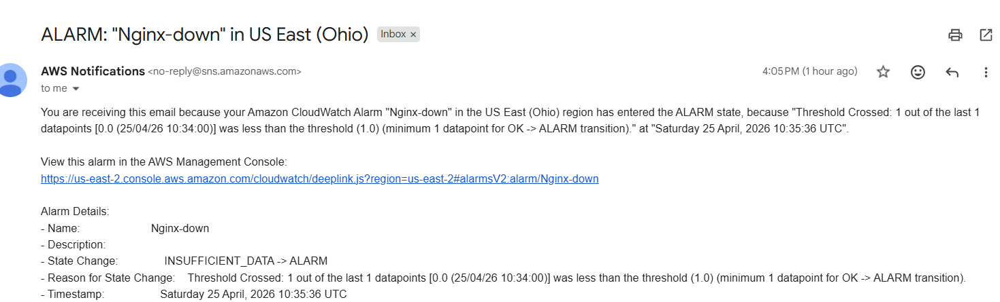 ALARM: "Nginx-down" in US East (Ohio) Inbox ×
AWS Notifications <no-reply@sns.amazonaws.com> 4:05 PM (1 hour ago)
to me
You are receiving this email because your Amazon CloudWatch Alarm "Nginx-down" in the US East (Ohio) region has entered the ALARM state, because "Threshold Crossed: 1 out of the last 1
datapoints [0.0 (25/04/26 10:34:00)] was less than the threshold (1.0) (minimum 1 datapoint for OK -> ALARM transition)." at "Saturday 25 April, 2026 10:35:36 UTC".
View this alarm in the AWS Management Console:
https://us-east-2.console.aws.amazon.com/cloudwatch/deeplink.js?region=us-east-2#alarmsV2:alarm/Nginx-down
Alarm Details:
- Name: Nginx-down
- Description:
- State Change: INSUFFICIENT_DATA -> ALARM
- Reason for State Change: Threshold Crossed: 1 out of the last 1 datapoints [0.0 (25/04/26 10:34:00)] was less than the threshold (1.0) (minimum 1 datapoint for OK -> ALARM transition).
- Timestamp: Saturday 25 April, 2026 10:35:36 UTC